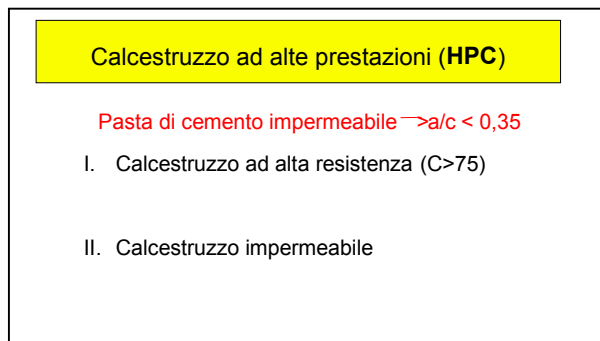 Calcestruzzo ad alte prestazioni (HPC)
Pasta di cemento impermeabile →a/c < 0,35
I. Calcestruzzo ad alta resistenza (C>75)
II. Calcestruzzo impermeabile